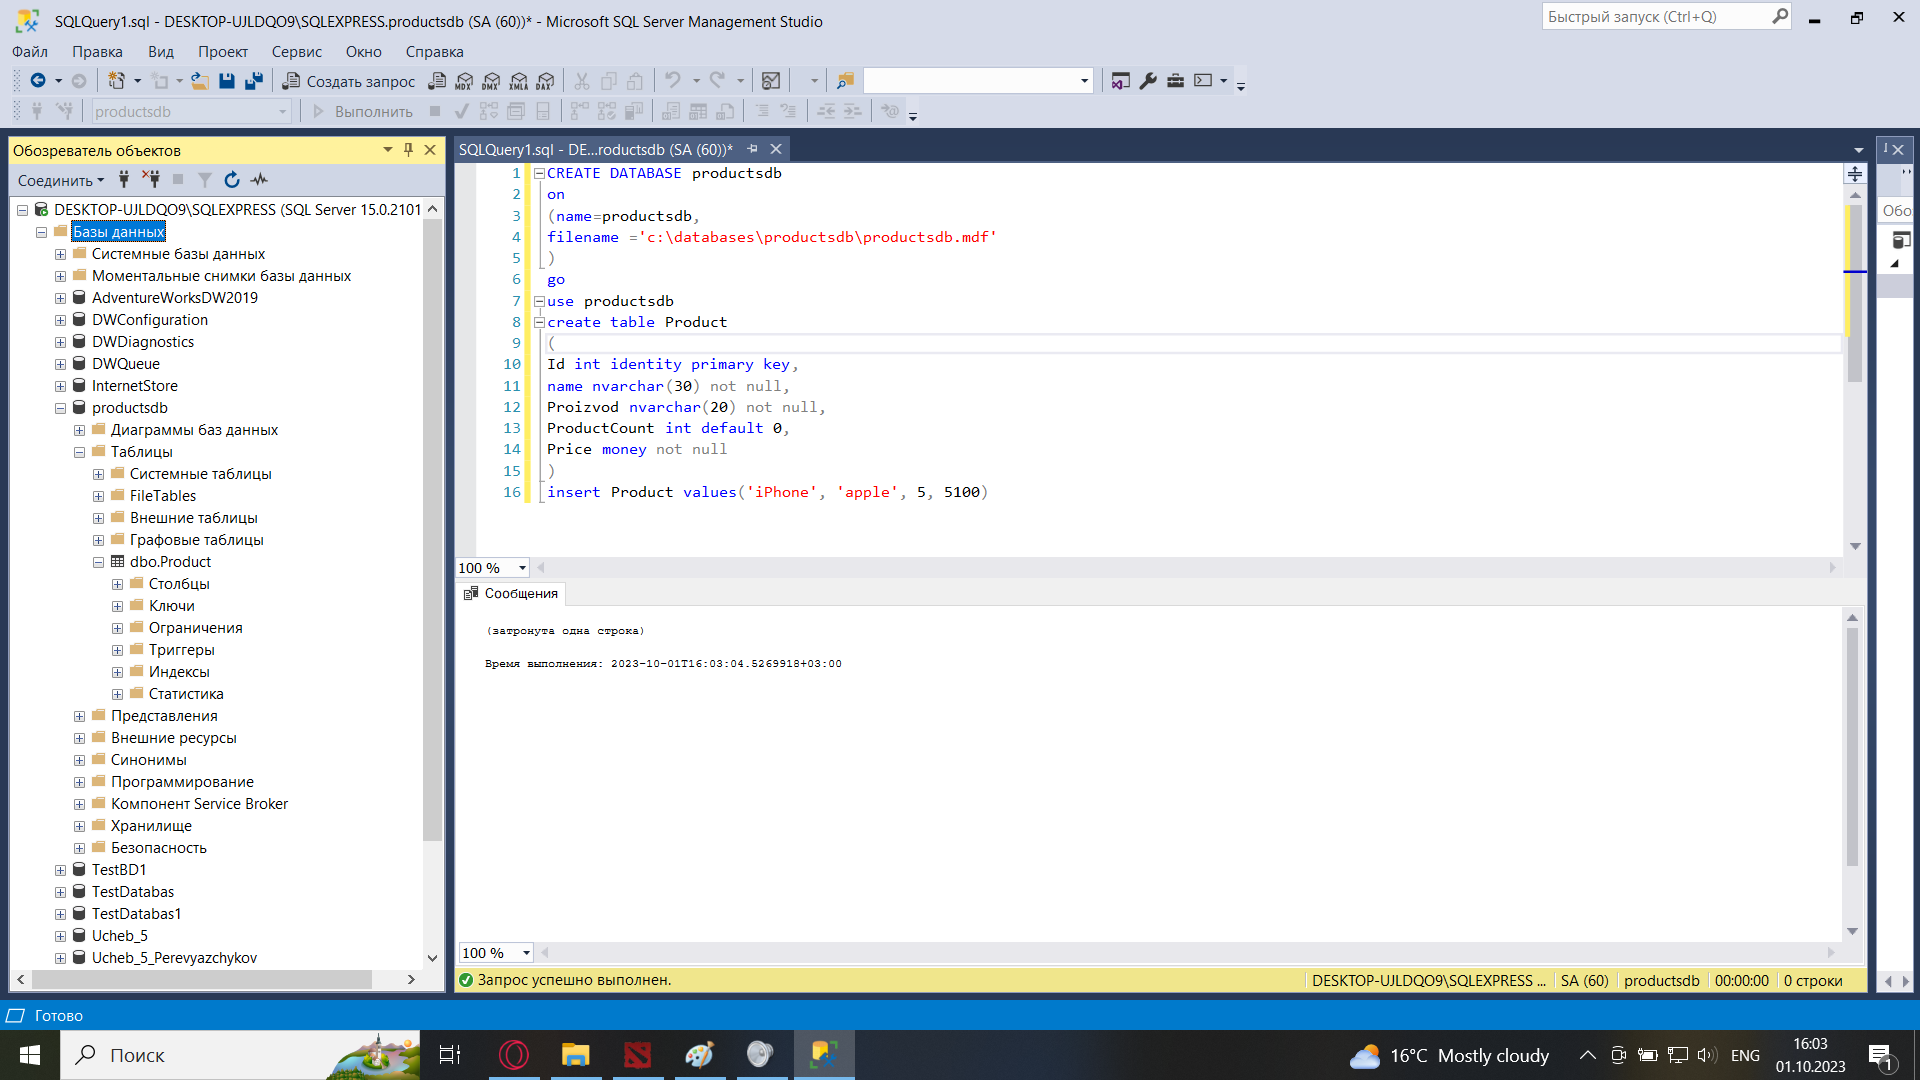 SQLQuery1.sql - DESKTOP-UJLDQO9\SQLEXPRESS.productsdb (SA (60))* - Microsoft SQL Server Management Studio
Быстрый запуск (Ctrl+Q)
Файл Правка Вид Проект Сервис Окно Справка
Создать запрос
MDX DMX XMLA DAX
productsdb
Выполнить
Обозреватель объектов
Соединить
DESKTOP-UJLDQO9\SQLEXPRESS (SQL Server 15.0.2101
Базы данных
Системные базы данных
Моментальные снимки базы данных
AdventureWorksDW2019
DWConfiguration
DWDiagnostics
DWQueue
InternetStore
productsdb
Диаграммы баз данных
Таблицы
Системные таблицы
FileTables
Внешние таблицы
Графовые таблицы
dbo.Product
Столбцы
Ключи
Ограничения
Триггеры
Индексы
Статистика
Представления
Внешние ресурсы
Синонимы
Программирование
Компонент Service Broker
Хранилище
Безопасность
TestBD1
TestDatabas
TestDatabas1
Ucheb_5
Ucheb_5_Perevyazchykov
SQLQuery1.sql - DE...roductsdb (SA (60))*
1 CREATE DATABASE productsdb
2 on
3 (name=productsdb,
4 filename ='c:\databases\productsdb\productsdb.mdf'
5 )
6 go
7 use productsdb
8 create table Product
9 (
10 Id int identity primary key,
11 name nvarchar(30) not null,
12 Proizvod nvarchar(20) not null,
13 ProductCount int default 0,
14 Price money not null
15 )
16 insert Product values('iPhone', 'apple', 5, 5100)
100 %
Сообщения
(затронута одна строка)
Время выполнения: 2023-10-01T16:03:04.5269918+03:00
100 %
Запрос успешно выполнен.
DESKTOP-UJLDQO9\SQLEXPRESS ... SA (60) productsdb 00:00:00 0 строки
Обо
Готово
Поиск
16°C Mostly cloudy
ENG
16:03
01.10.2023
1